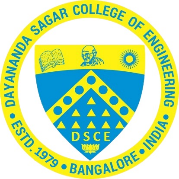 DAYANANDA SAGAR COLLEGE OF ENGINEERING
DSCE
ESTD.1979 • BANGALORE • INDIA